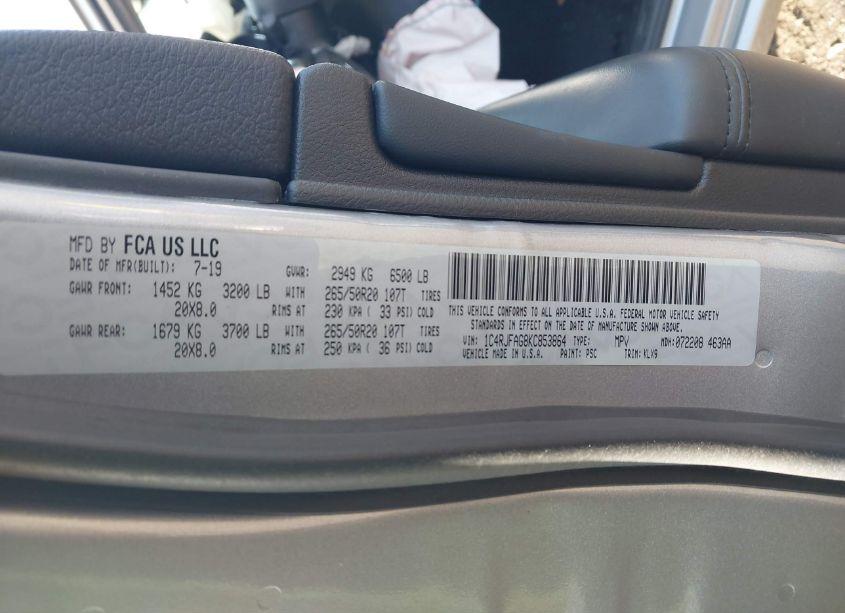 MFD BY FCA US LLC
DATE OF MFR(BUILT): 7-19 GVWR: 2949 KG 6500 LB
GAWR FRONT: 1452 KG 3200 LB WITH 265/50R20 107T TIRES
20X8.0 RIMS AT 230 KPA ( 33 PSI) COLD
GAWR REAR: 1679 KG 3700 LB WITH 265/50R20 107T TIRES
20X8.0 RIMS AT 250 KPA ( 36 PSI) COLD
THIS VEHICLE CONFORMS TO ALL APPLICABLE U.S.A. FEDERAL MOTOR VEHICLE SAFETY
STANDARDS IN EFFECT ON THE DATE OF MANUFACTURE SHOWN ABOVE.
VIN: 1C4RJFAG8KC853864 TYPE: MPV MDH:072208 463AA
VEHICLE MADE IN U.S.A. PAINT: PSC TRIM:KLX9